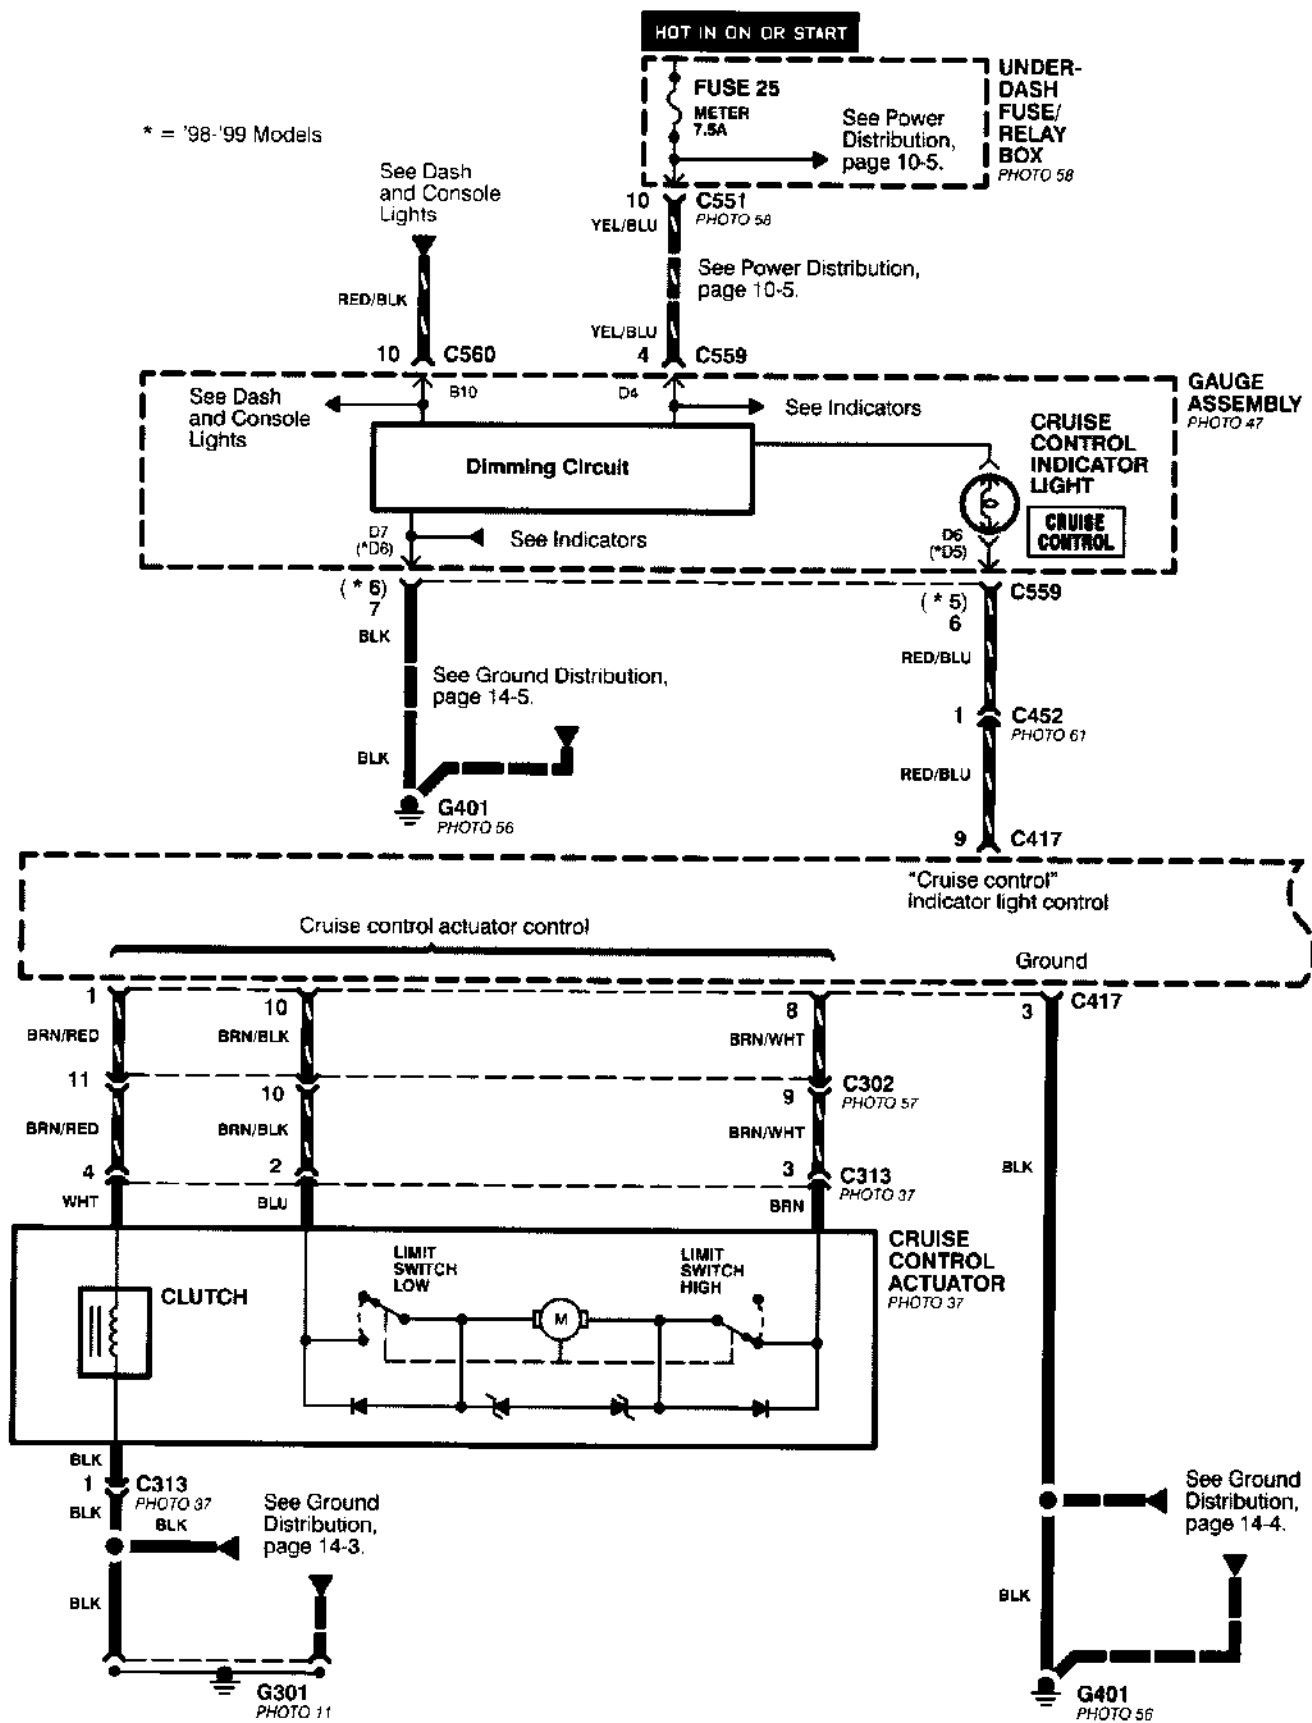 HOT IN ON OR START
UNDER-
DASH
FUSE/
RELAY
BOX
PHOTO 58
FUSE 25
METER
7.5A
See Power
Distribution,
page 10-5.
* = '98-'99 Models
See Dash
and Console
Lights
10
C551
PHOTO 58
YEL/BLU
See Power Distribution,
page 10-5.
RED/BLK
YEL/BLU
10
C560
4
C559
GAUGE
ASSEMBLY
PHOTO 47
See Dash
and Console
Lights
B10
D4
See Indicators
CRUISE
CONTROL
INDICATOR
LIGHT
Dimming Circuit
CRUISE
CONTROL
D7
(*D6)
See Indicators
D6
(*D5)
( * 6)
7
( * 5)
6
C559
BLK
RED/BLU
See Ground Distribution,
page 14-5.
1
C452
PHOTO 61
BLK
RED/BLU
G401
PHOTO 56
9
C417
"Cruise control"
indicator light control
Cruise control actuator control
Ground
1
10
8
3
C417
BRN/RED
BRN/BLK
BRN/WHT
11
10
9
C302
PHOTO 57
BRN/RED
BRN/BLK
BRN/WHT
BLK
4
2
3
C313
PHOTO 37
WHT
BLU
BRN
CRUISE
CONTROL
ACTUATOR
PHOTO 37
LIMIT
SWITCH
LOW
LIMIT
SWITCH
HIGH
CLUTCH
M
BLK
1
C313
PHOTO 37
BLK
BLK
See Ground
Distribution,
page 14-3.
See Ground
Distribution,
page 14-4.
BLK
BLK
G301
PHOTO 11
G401
PHOTO 56